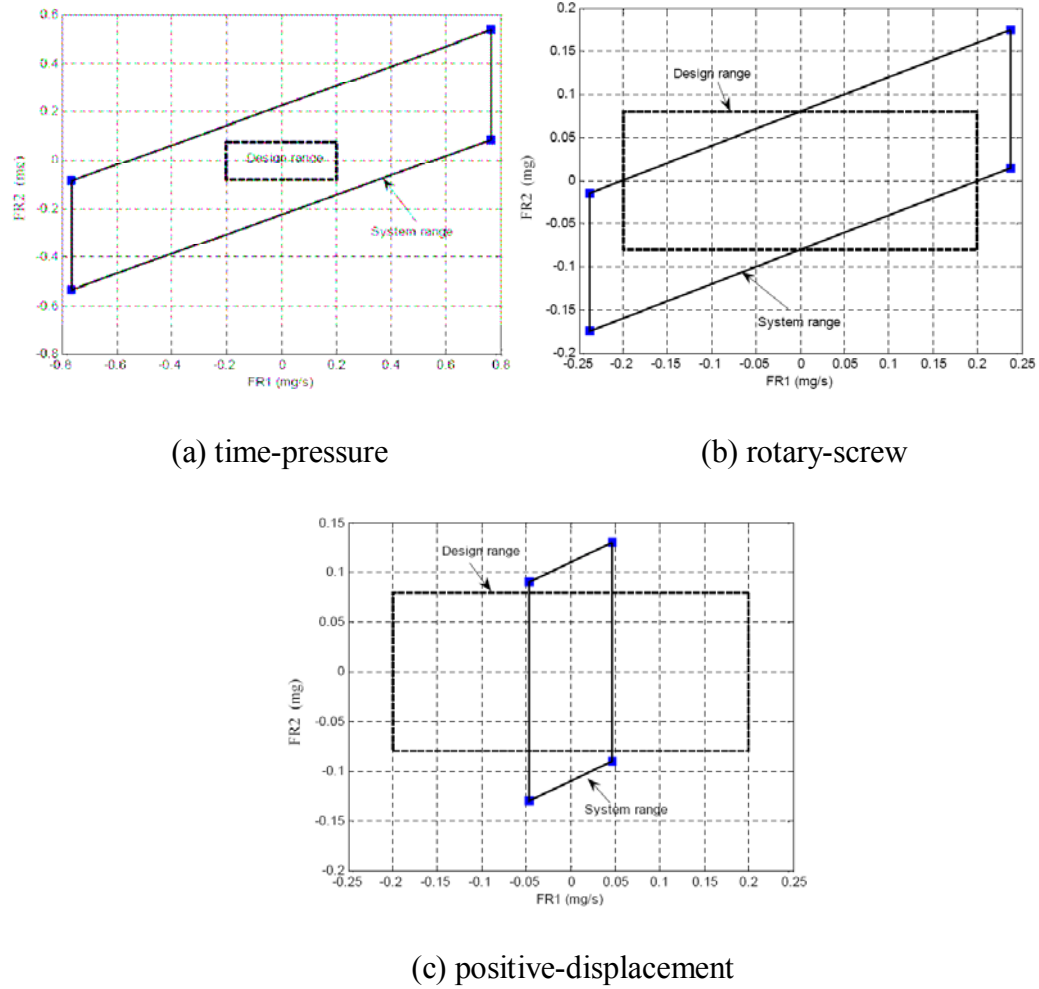 0.6
0.4
0.2
0
-0.2
-0.4
-0.6
-0.8
FR2 (mg)
Design range
System range
-0.8 -0.6 -0.4 -0.2 0 0.2 0.4 0.6 0.8
FR1 (mg/s)
(a) time-pressure
0.2
0.15
0.1
0.05
0
-0.05
-0.1
-0.15
-0.2
FR2 (mg)
Design range
System range
-0.25 -0.2 -0.15 -0.1 -0.05 0 0.05 0.1 0.15 0.2 0.25
FR1 (mg/s)
(b) rotary-screw
0.15
0.1
0.05
0
-0.05
-0.1
-0.15
-0.2
FR2 (mg)
Design range
System range
-0.25 -0.2 -0.15 -0.1 -0.05 0 0.05 0.1 0.15 0.2 0.25
FR1 (mg/s)
(c) positive-displacement